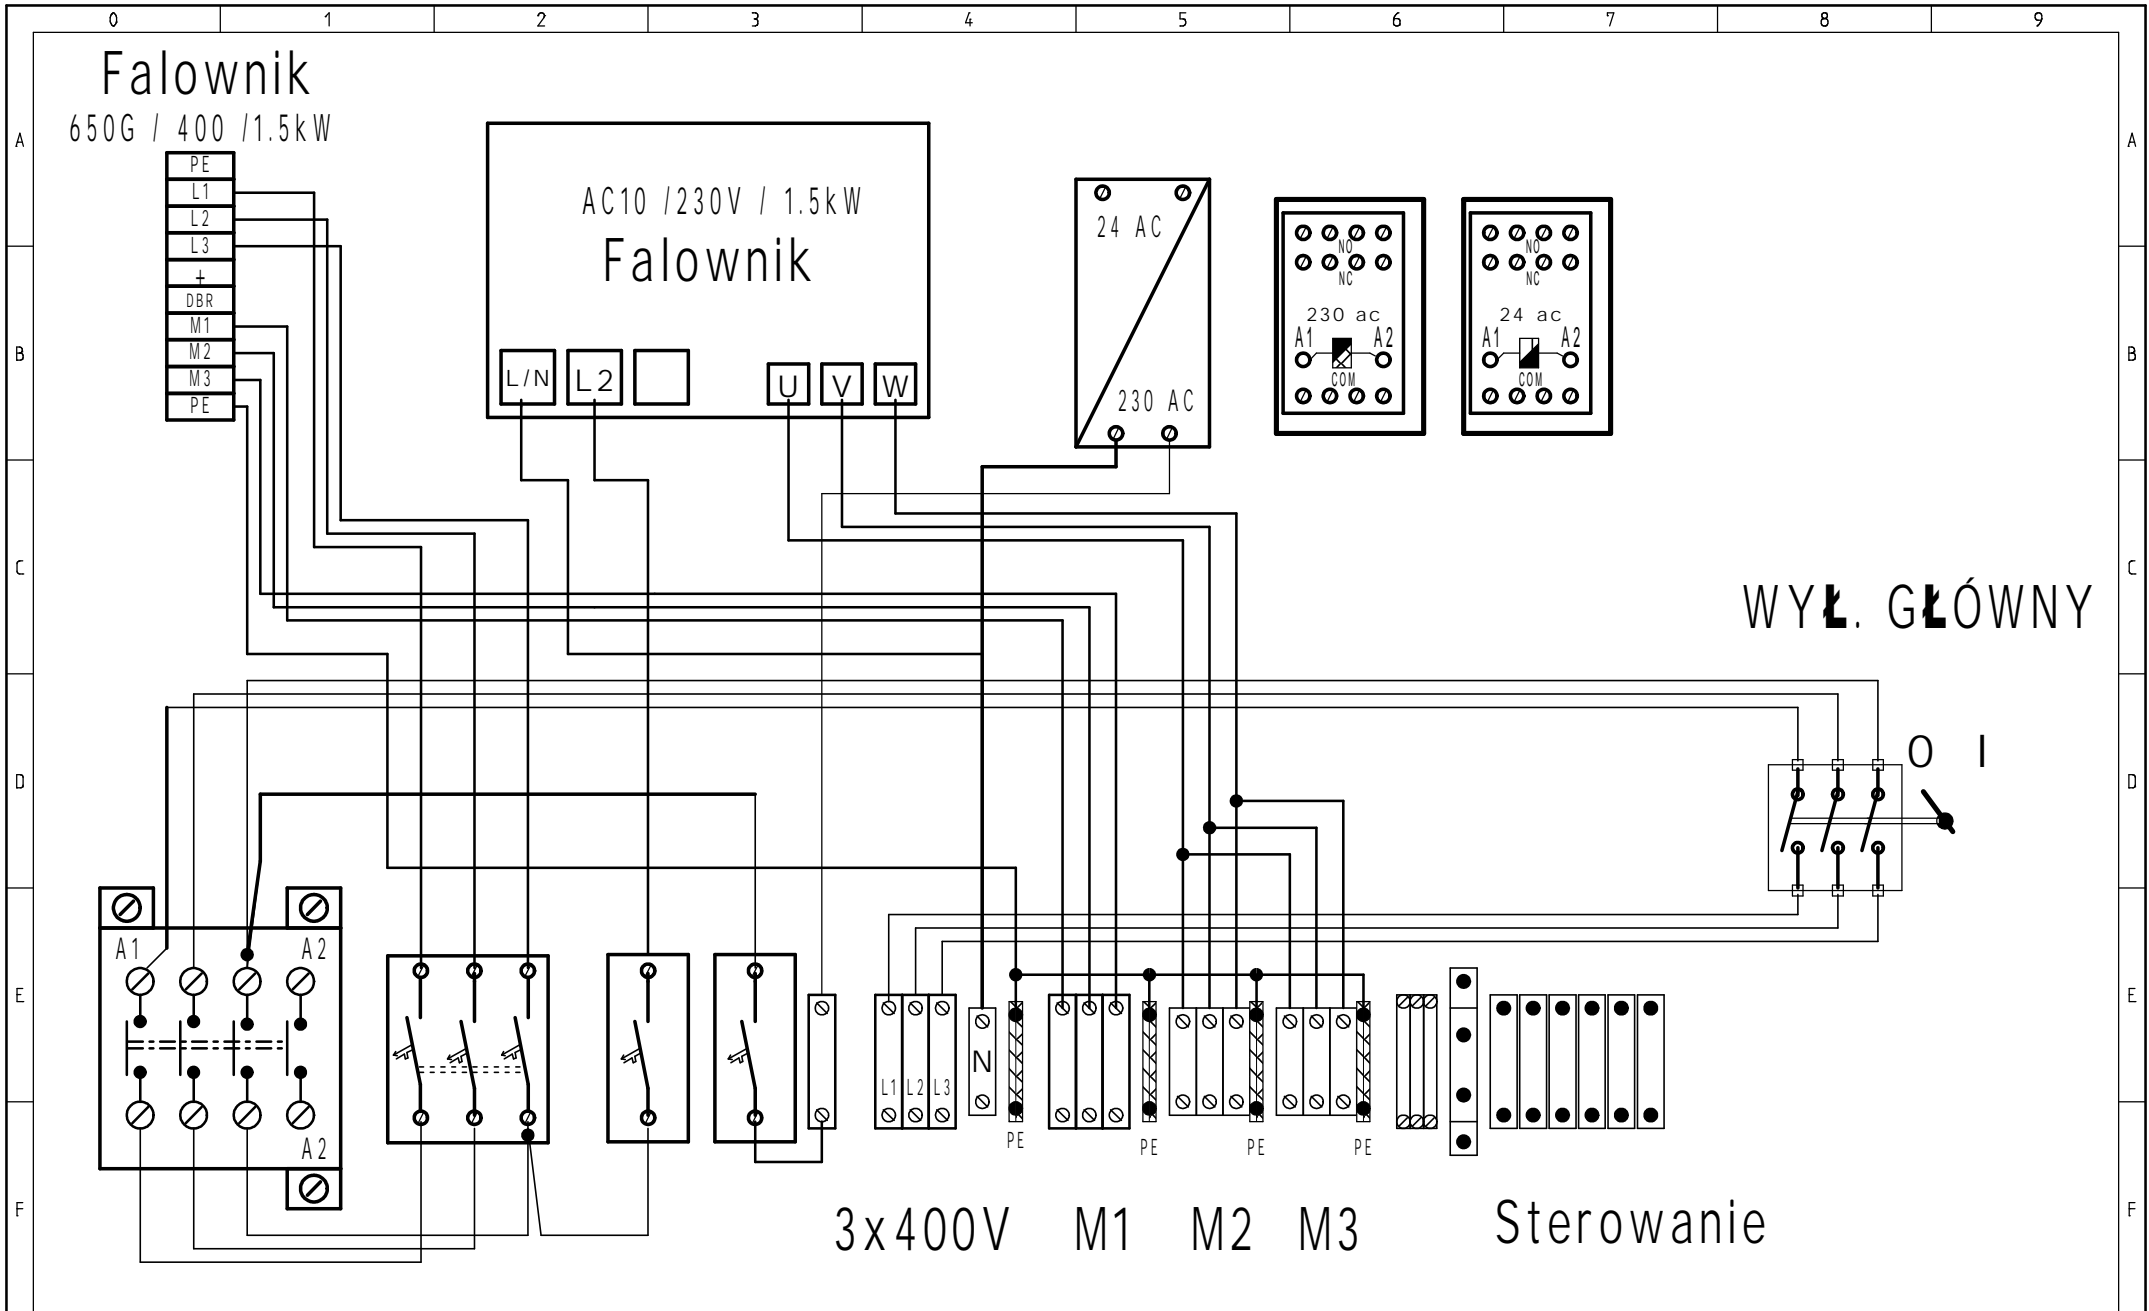 0 1 2 3 4 5 6 7 8 9
Falownik
650G / 400 /1.5kW
A
A
PE
L1
L2
L3
+
DBR
M1
M2
M3
PE
AC10 /230V / 1.5kW
Falownik
L/N
L2
U
V
W
24 AC
230 AC
NO
NC
230 ac
A1
A2
COM
NO
NC
24 ac
A1
A2
COM
B
B
C
C
WYŁ. GŁÓWNY
D
D
O I
A1
A2
A2
E
E
L1
L2
L3
N
PE
PE
PE
PE
F
F
3x400V
M1
M2
M3
Sterowanie